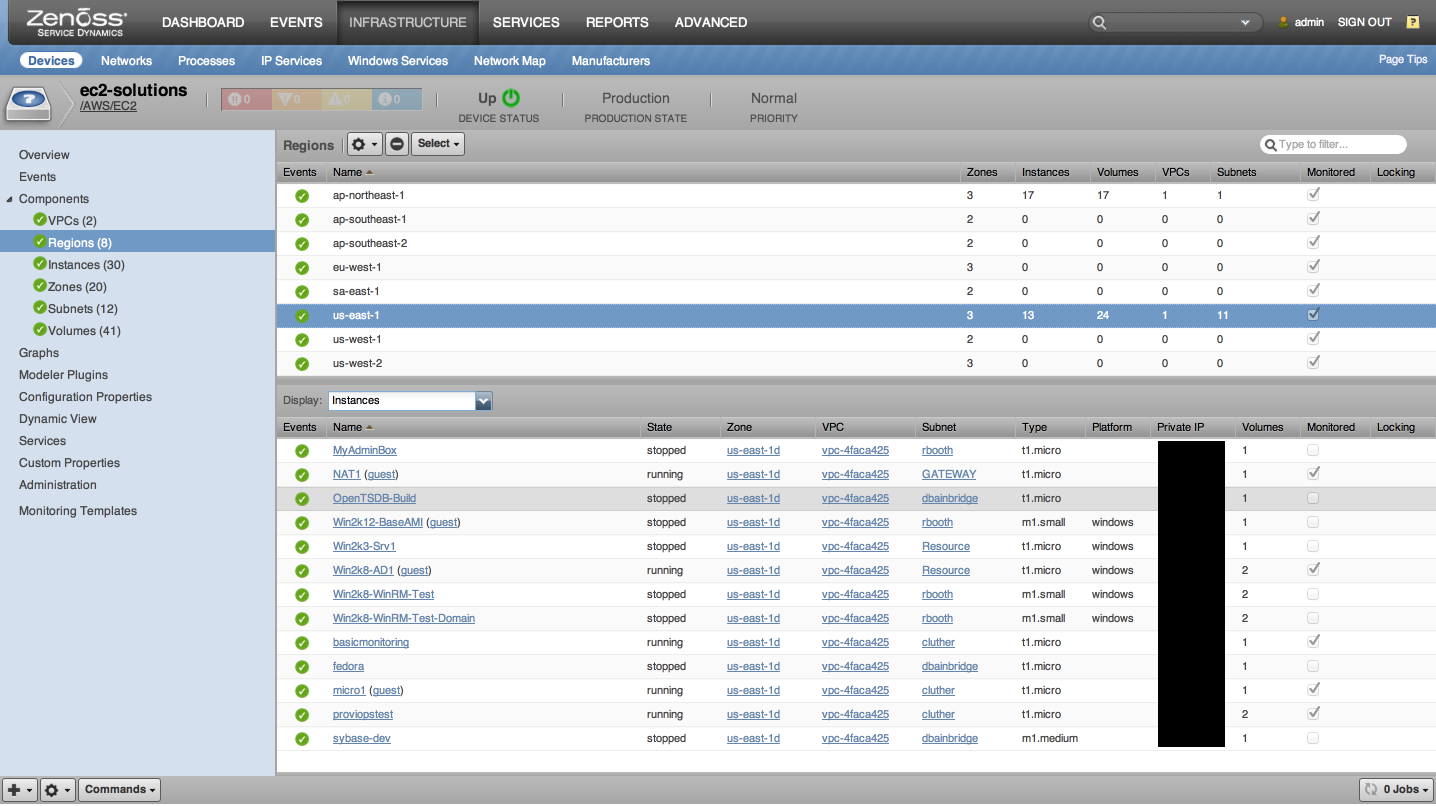 Zenoss
SERVICE DYNAMICS
DASHBOARD EVENTS INFRASTRUCTURE SERVICES REPORTS ADVANCED
admin SIGN OUT ?
Devices Networks Processes IP Services Windows Services Network Map Manufacturers Page Tips
ec2-solutions
/AWS/EC2
0 0 0 0
Up
DEVICE STATUS
Production
PRODUCTION STATE
Normal
PRIORITY
Overview
Events
Components
VPCs (2)
Regions (8)
Instances (30)
Zones (20)
Subnets (12)
Volumes (41)
Graphs
Modeler Plugins
Configuration Properties
Dynamic View
Services
Custom Properties
Administration
Monitoring Templates
Regions Select Type to filter...
Events Name Zones Instances Volumes VPCs Subnets Monitored Locking
ap-northeast-1 3 17 17 1 1
ap-southeast-1 2 0 0 0 0
ap-southeast-2 2 0 0 0 0
eu-west-1 3 0 0 0 0
sa-east-1 2 0 0 0 0
us-east-1 3 13 24 1 11
us-west-1 2 0 0 0 0
us-west-2 3 0 0 0 0
Display: Instances
Events Name State Zone VPC Subnet Type Platform Private IP Volumes Monitored Locking
MyAdminBox stopped us-east-1d vpc-4faca425 rbooth t1.micro 1
NAT1 (guest) running us-east-1d vpc-4faca425 GATEWAY t1.micro 1
OpenTSDB-Build stopped us-east-1d vpc-4faca425 dbainbridge t1.micro 1
Win2k12-BaseAMI (guest) stopped us-east-1d vpc-4faca425 rbooth m1.small windows 1
Win2k3-Srv1 stopped us-east-1d vpc-4faca425 Resource t1.micro windows 1
Win2k8-AD1 (guest) running us-east-1d vpc-4faca425 Resource t1.micro windows 2
Win2k8-WinRM-Test stopped us-east-1d vpc-4faca425 rbooth m1.small windows 2
Win2k8-WinRM-Test-Domain stopped us-east-1d vpc-4faca425 rbooth m1.small windows 2
basicmonitoring running us-east-1d vpc-4faca425 cluther t1.micro 1
fedora stopped us-east-1d vpc-4faca425 dbainbridge t1.micro 1
micro1 (guest) running us-east-1d vpc-4faca425 cluther t1.micro 1
proviopstest running us-east-1d vpc-4faca425 cluther t1.micro 2
sybase-dev stopped us-east-1d vpc-4faca425 dbainbridge m1.medium 1
Commands 0 Jobs